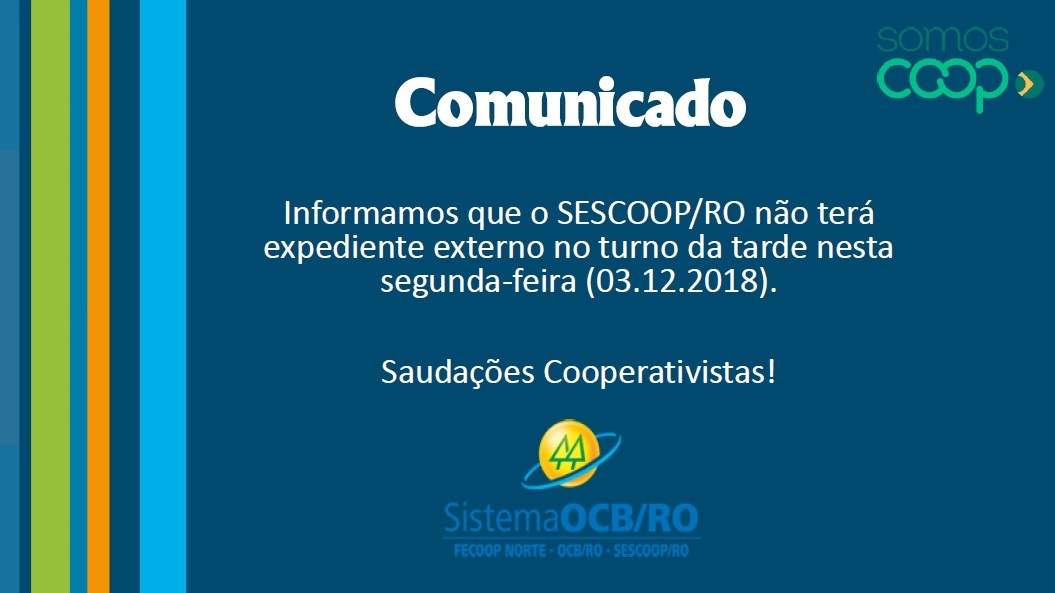 somos
coop
Comunicado
Informamos que o SESCOOP/RO não terá
expediente externo no turno da tarde nesta
segunda-feira (03.12.2018).
Saudações Cooperativistas!
SistemaOCB/RO
FECOOP NORTE - OCB/RO - SESCOOP/RO